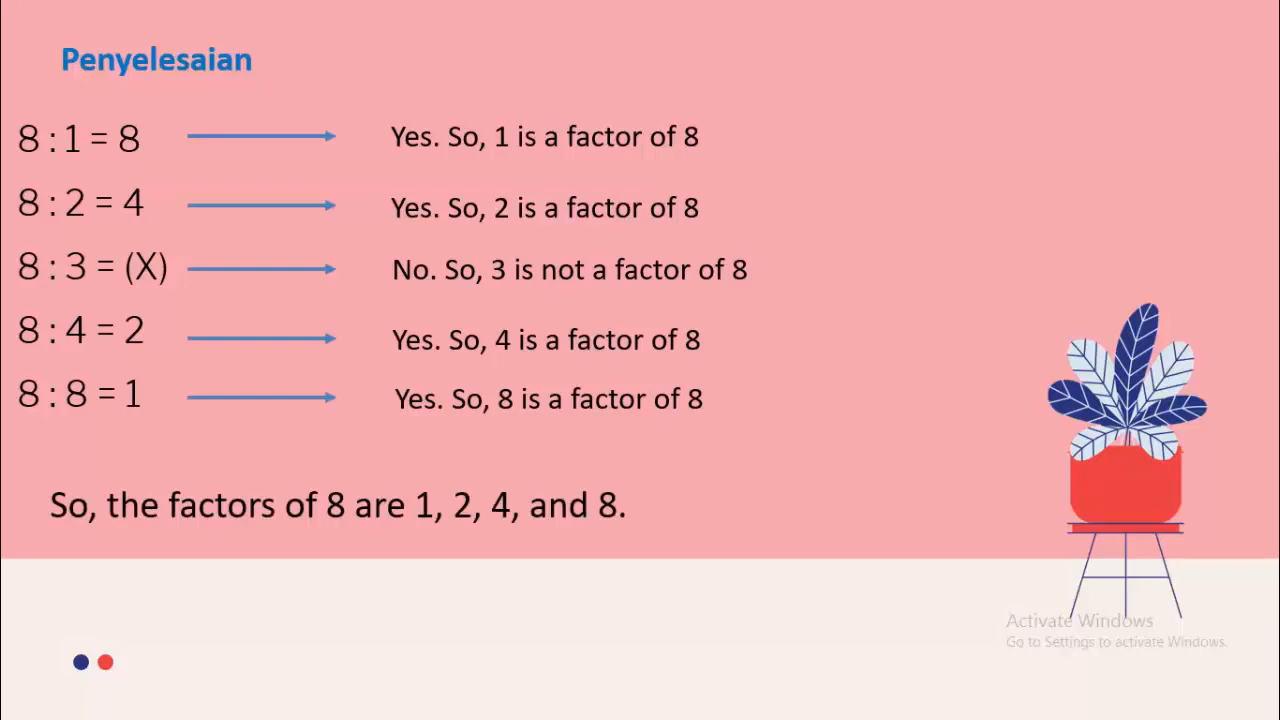 Penyelesaian
8 : 1 = 8 Yes. So, 1 is a factor of 8
8 : 2 = 4 Yes. So, 2 is a factor of 8
8 : 3 = (X) No. So, 3 is not a factor of 8
8 : 4 = 2 Yes. So, 4 is a factor of 8
8 : 8 = 1 Yes. So, 8 is a factor of 8
So, the factors of 8 are 1, 2, 4, and 8.
Activate Windows
Go to Settings to activate Windows.